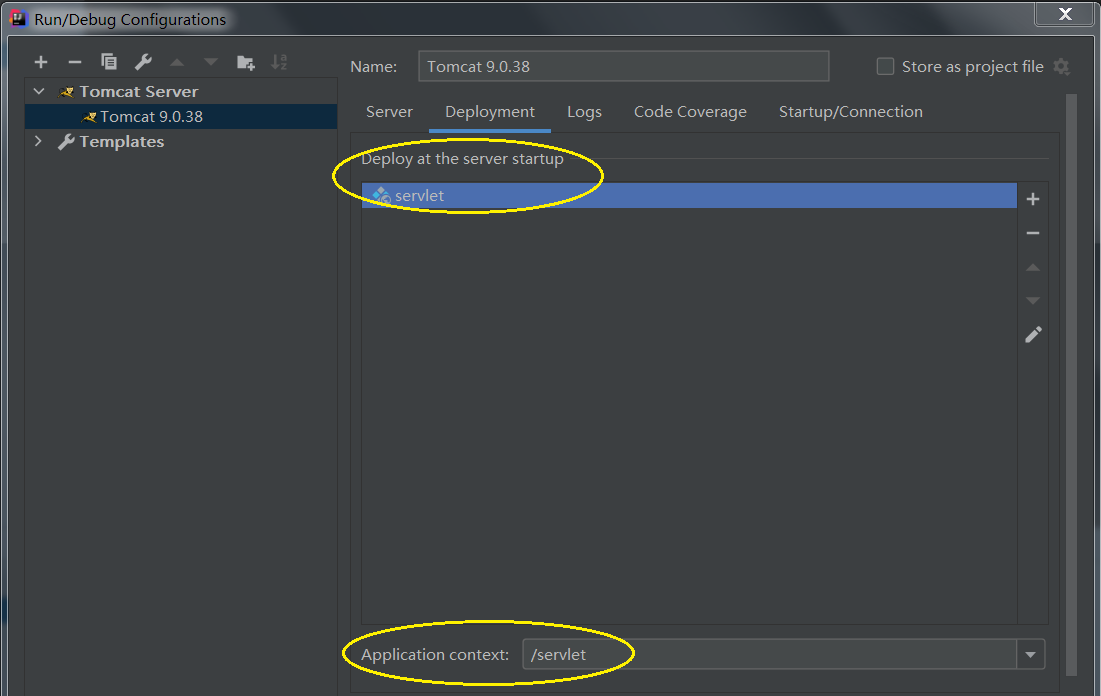 Run/Debug Configurations
Name: Tomcat 9.0.38 Store as project file
Tomcat Server
Tomcat 9.0.38
Templates
Server Deployment Logs Code Coverage Startup/Connection
Deploy at the server startup
servlet
Application context: /servlet